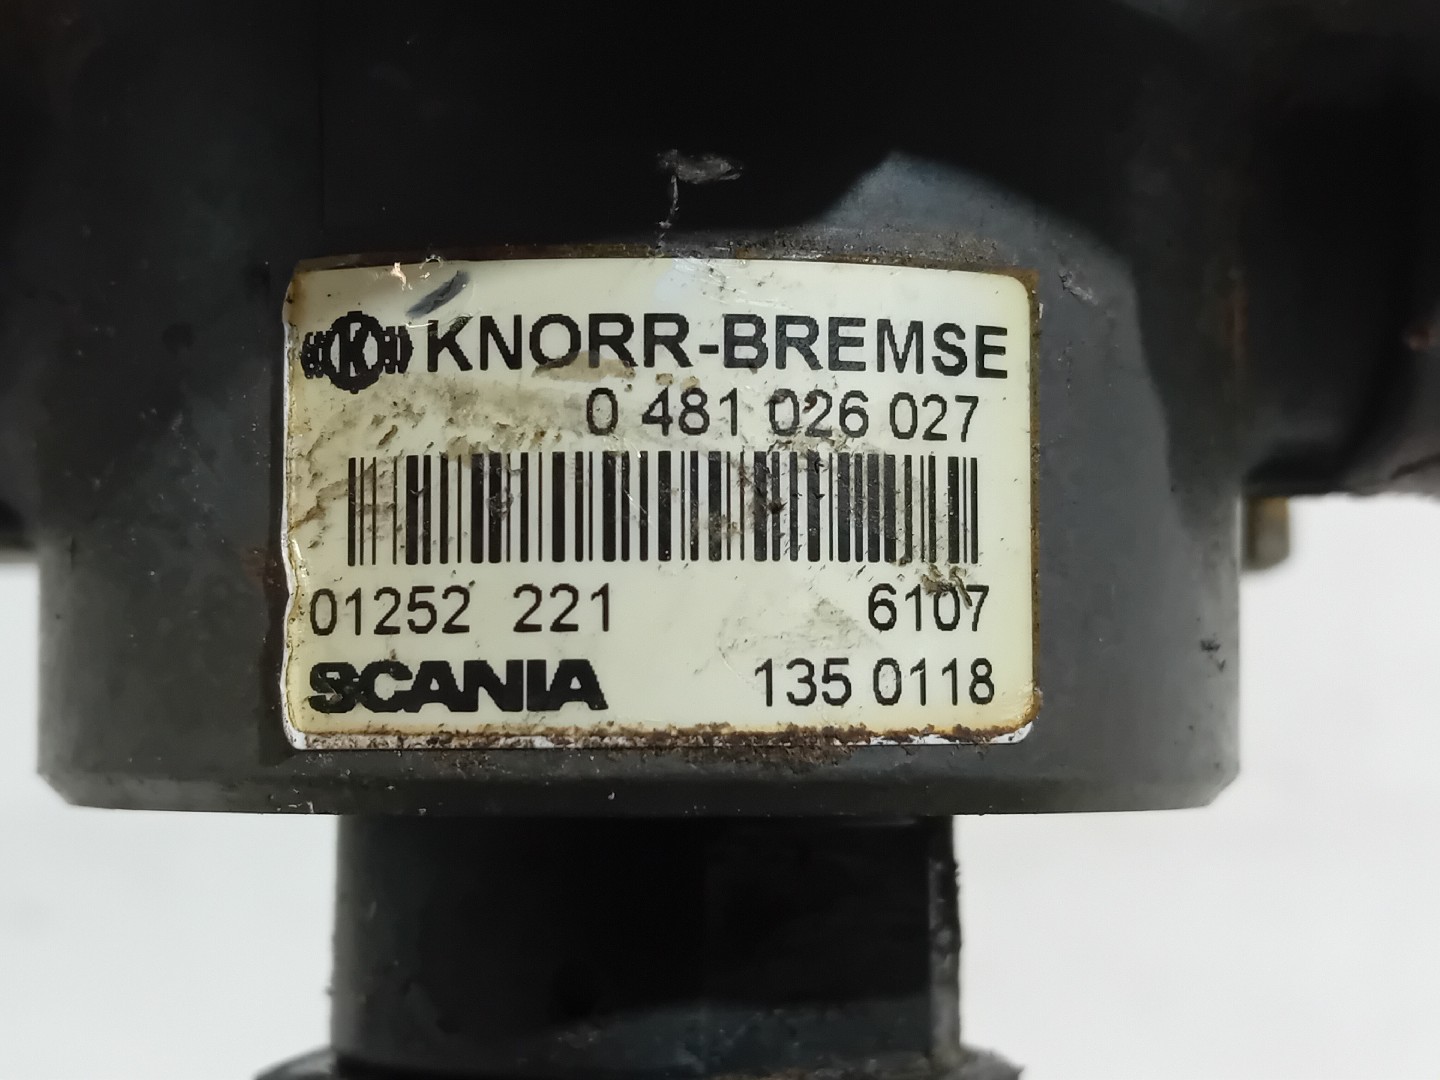 K KNORR-BREMSE
0 481 026 027
01252 221 6107
SCANIA 135 0118